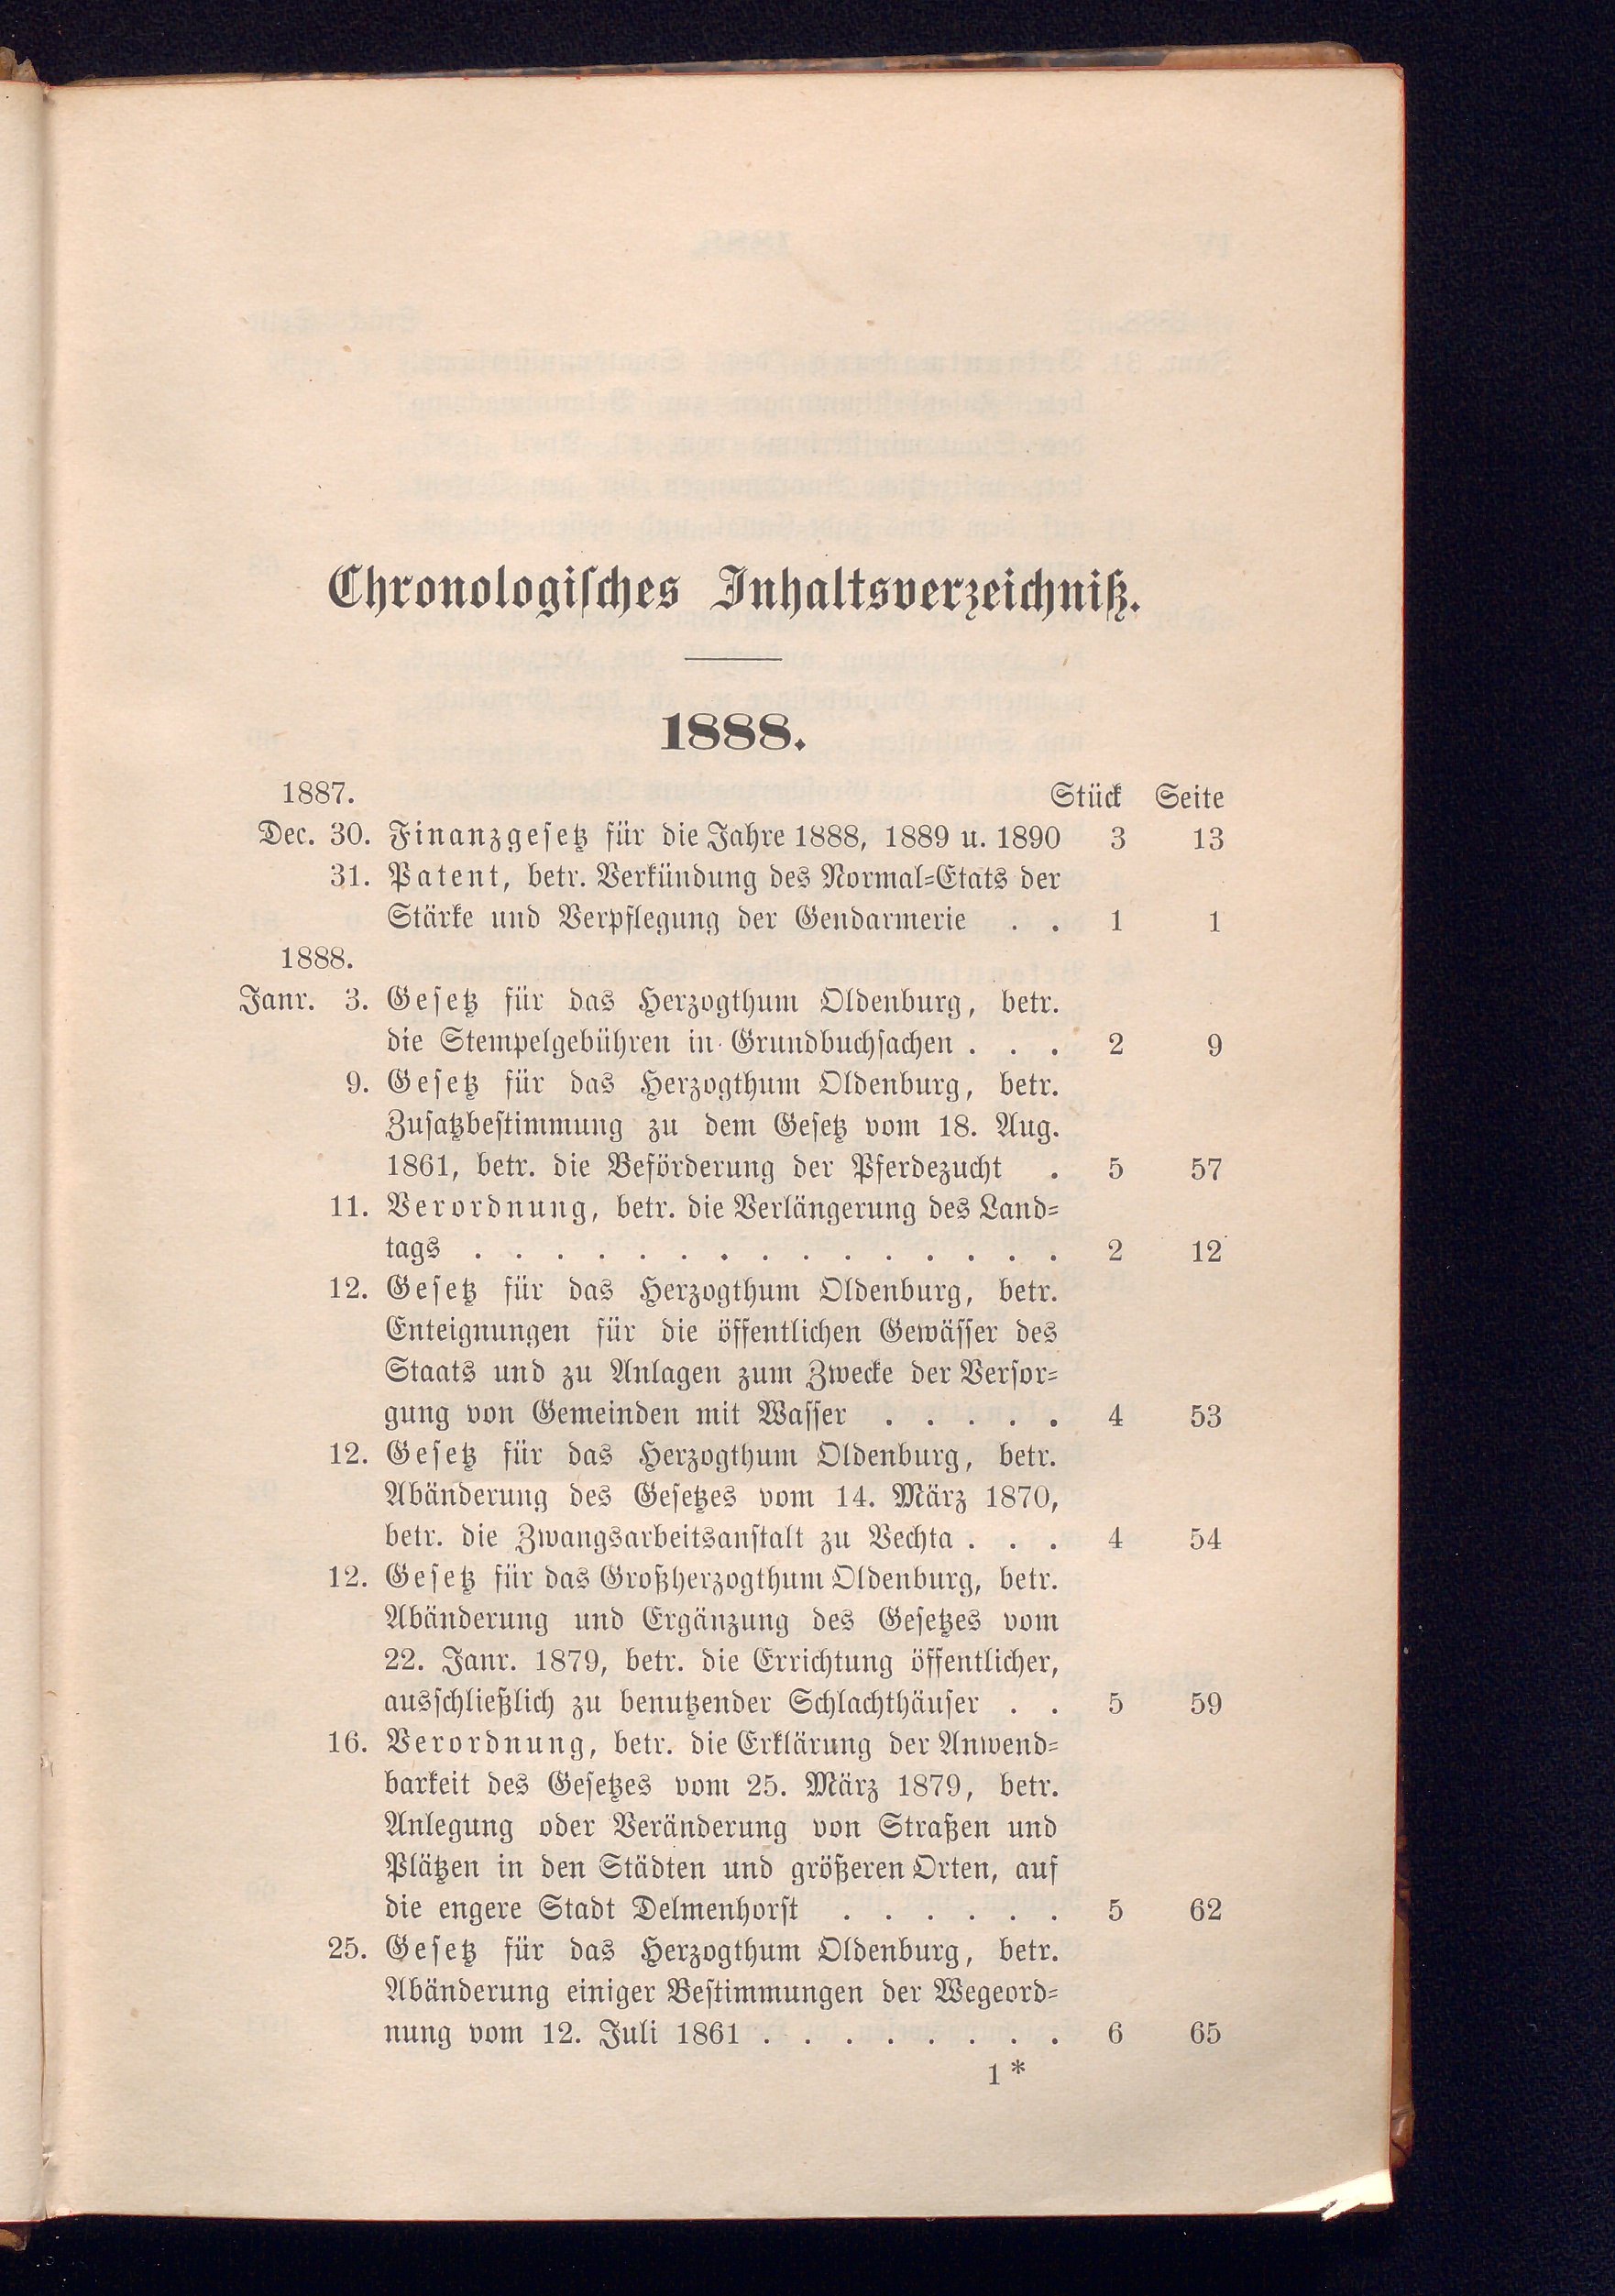 Chronologisches Inhaltsverzeichniß.
1888.
1887. Stück Seite
Dec. 30. Finanzgesetz für die Jahre 1888, 1889 u. 1890 3 13
31. Patent, betr. Verkündung des Normal-Etats der
Stärke und Verpflegung der Gendarmerie . . 1 1
1888.
Janr. 3. Gesetz für das Herzogthum Oldenburg, betr.
die Stempelgebühren in Grundbuchsachen . . . 2 9
9. Gesetz für das Herzogthum Oldenburg, betr.
Zusatzbestimmung zu dem Gesetz vom 18. Aug.
1861, betr. die Beförderung der Pferdezucht . 5 57
11. Verordnung, betr. die Verlängerung des Land-
tags . . . . . . . . . . . . . . . 2 12
12. Gesetz für das Herzogthum Oldenburg, betr.
Enteignungen für die öffentlichen Gewässer des
Staats und zu Anlagen zum Zwecke der Versor-
gung von Gemeinden mit Wasser . . . . . 4 53
12. Gesetz für das Herzogthum Oldenburg, betr.
Abänderung des Gesetzes vom 14. März 1870,
betr. die Zwangsarbeitsanstalt zu Vechta . . . 4 54
12. Gesetz für das Großherzogthum Oldenburg, betr.
Abänderung und Ergänzung des Gesetzes vom
22. Janr. 1879, betr. die Errichtung öffentlicher,
ausschließlich zu benutzender Schlachthäuser . . 5 59
16. Verordnung, betr. die Erklärung der Anwend-
barkeit des Gesetzes vom 25. März 1879, betr.
Anlegung oder Veränderung von Straßen und
Plätzen in den Städten und größeren Orten, auf
die engere Stadt Delmenhorst . . . . . . 5 62
25. Gesetz für das Herzogthum Oldenburg, betr.
Abänderung einiger Bestimmungen der Wegeord-
nung vom 12. Juli 1861 . . . . . . . . 6 65
1*